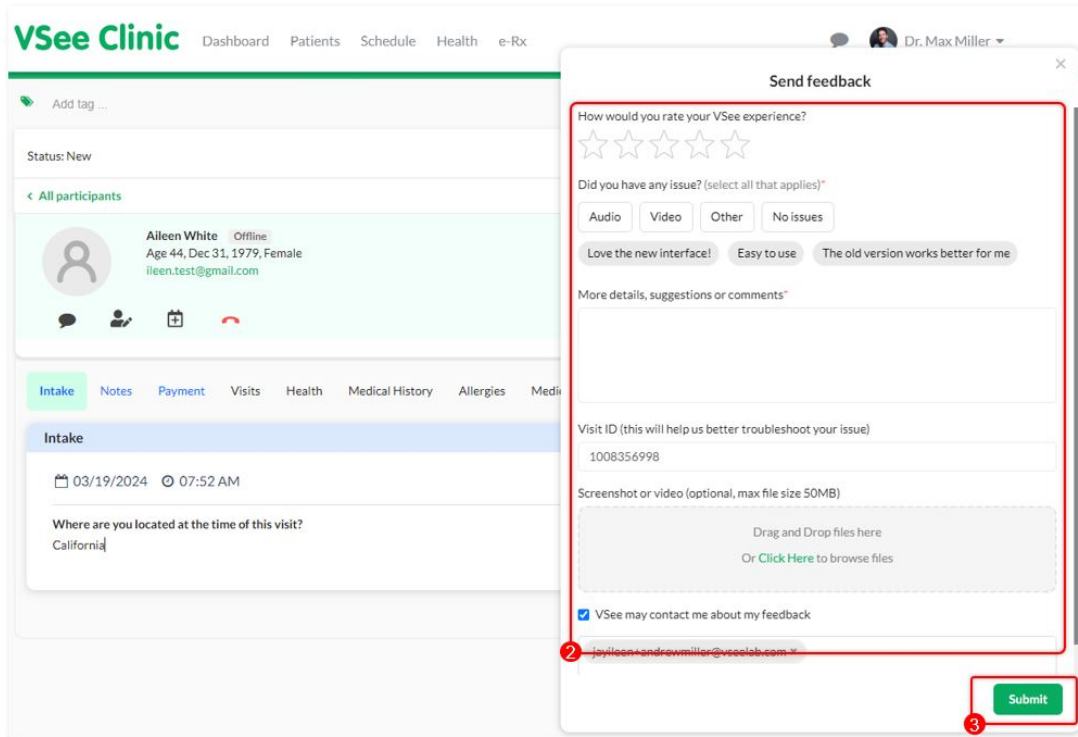 VSee Clinic Dashboard Patients Schedule Health e-Rx Dr. Max Miller
Add tag ...
Status: New
< All participants
Aileen White Offline
Age 44, Dec 31, 1979, Female
ileen.test@gmail.com
Intake Notes Payment Visits Health Medical History Allergies Medic
Intake
03/19/2024 07:52 AM
Where are you located at the time of this visit?
California
Send feedback
How would you rate your VSee experience?
Did you have any issue? (select all that applies)*
Audio Video Other No issues
Love the new interface! Easy to use The old version works better for me
More details, suggestions or comments*
Visit ID (this will help us better troubleshoot your issue)
1008356998
Screenshot or video (optional, max file size 50MB)
Drag and Drop files here
Or Click Here to browse files
VSee may contact me about my feedback
2 jayileen+andrewmiller@vseelab.com ×
Submit
3